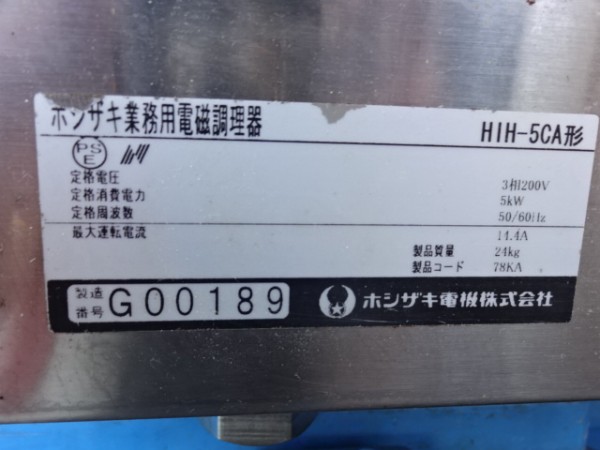 ホシザキ業務用電磁調理器 HIH-5CA形
PS
E
定格電圧 3相200V
定格消費電力 5kW
定格周波数 50/60Hz
最大運転電流 14.4A
製品質量 24kg
製品コード 78KA
製造番号 G00189
ホシザキ電機株式会社